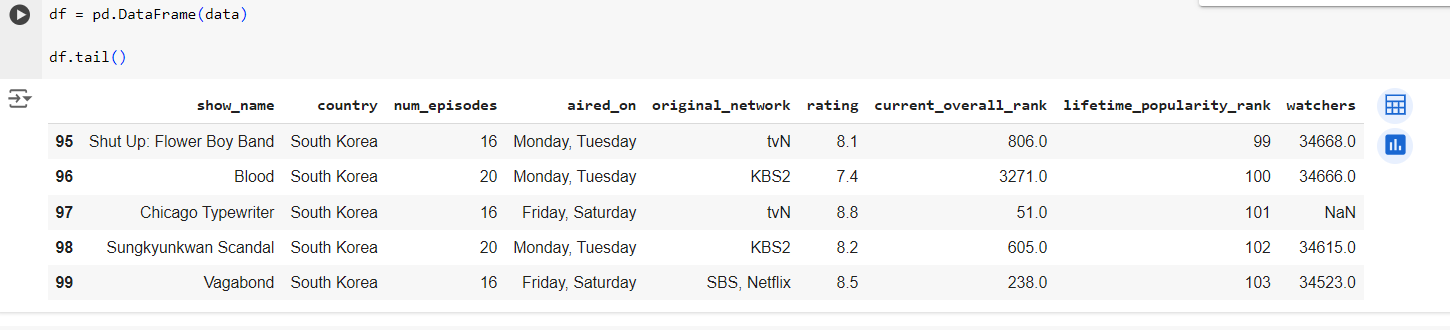 df = pd.DataFrame(data)
df.tail()
show_name country num_episodes aired_on original_network rating current_overall_rank lifetime_popularity_rank watchers
95 Shut Up: Flower Boy Band South Korea 16 Monday, Tuesday tvN 8.1 806.0 99 34668.0
96 Blood South Korea 20 Monday, Tuesday KBS2 7.4 3271.0 100 34666.0
97 Chicago Typewriter South Korea 16 Friday, Saturday tvN 8.8 51.0 101 NaN
98 Sungkyunkwan Scandal South Korea 20 Monday, Tuesday KBS2 8.2 605.0 102 34615.0
99 Vagabond South Korea 16 Friday, Saturday SBS, Netflix 8.5 238.0 103 34523.0